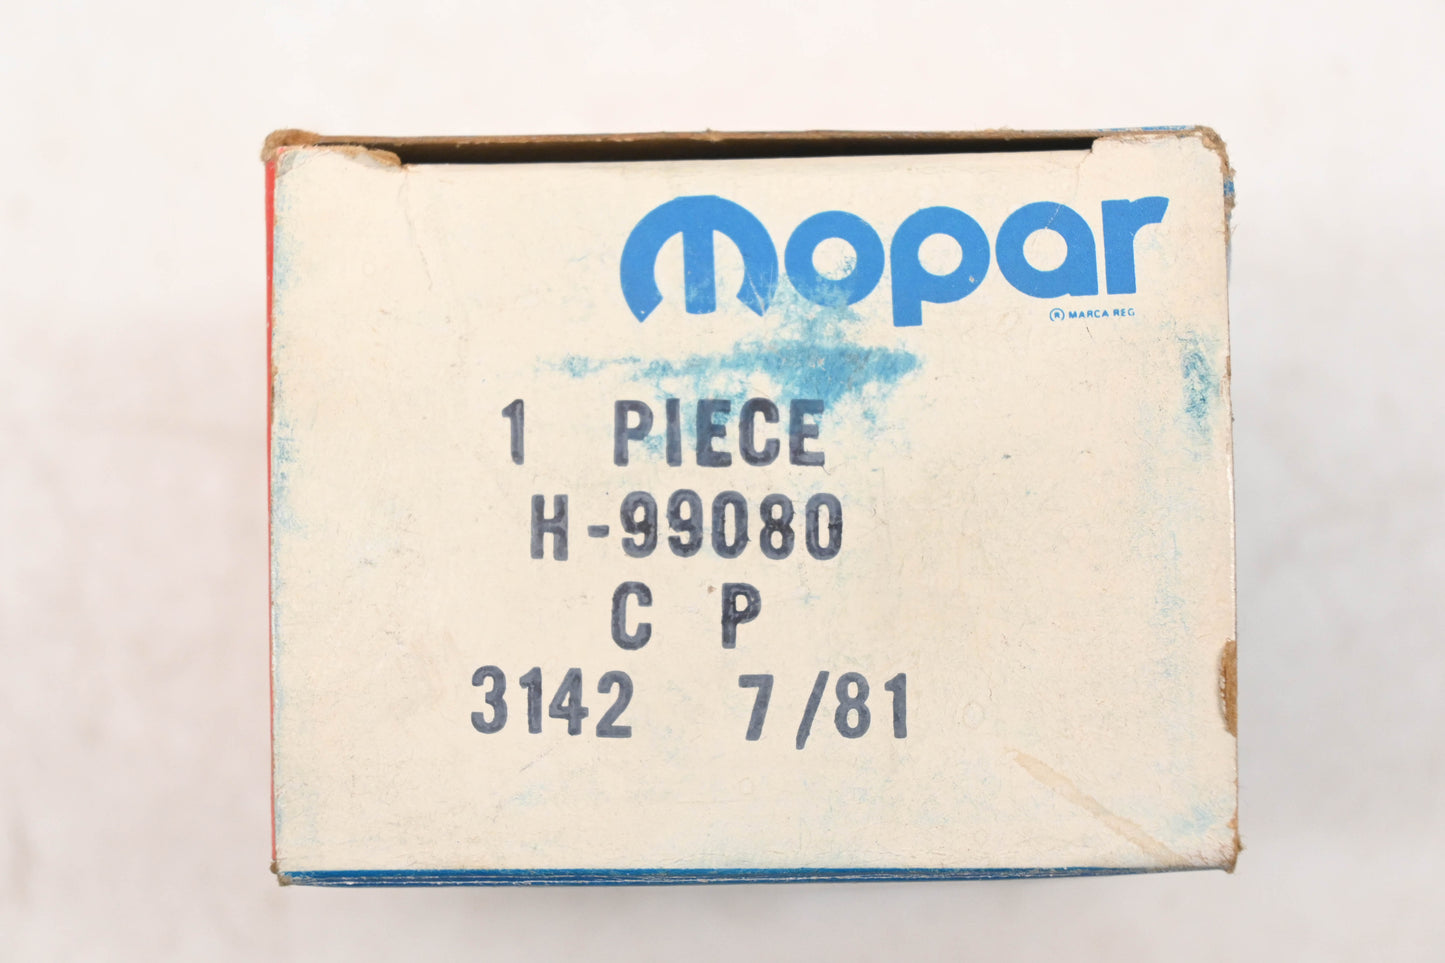 mopar
® MARCA REG
1 PIECE
H-99080
C P
3142 7/81